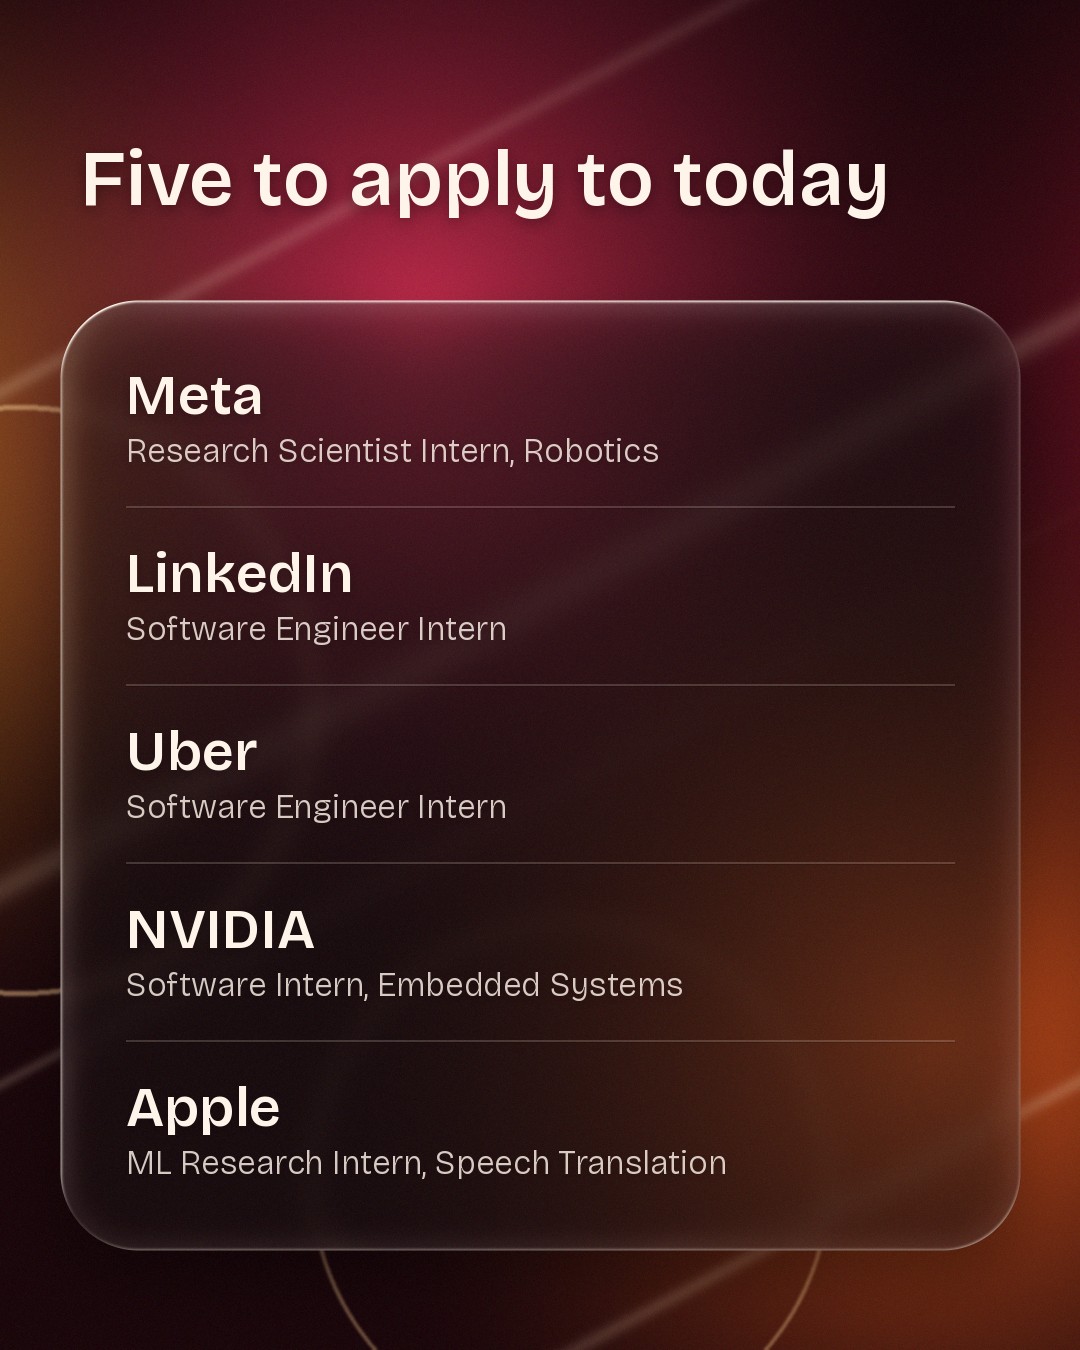 Five to apply to today
Meta
Research Scientist Intern, Robotics
LinkedIn
Software Engineer Intern
Uber
Software Engineer Intern
NVIDIA
Software Intern, Embedded Systems
Apple
ML Research Intern, Speech Translation